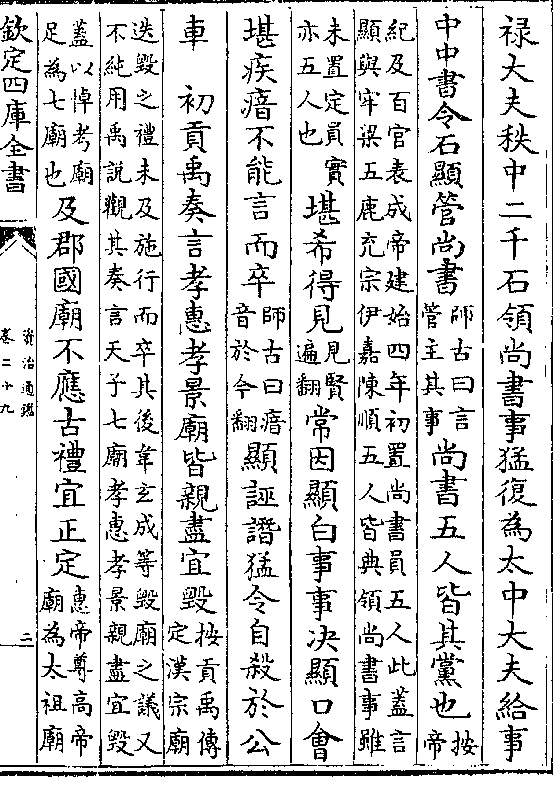 禄大夫秩中二千石領尚書事猛復為太中大夫給事
中中書令石顯管尚書師古曰言管主其事尚書五人皆其黨也按帝
紀及百官表成帝建始四年初置尚書員五人此蓋言
顯與牢梁五鹿充宗伊嘉陳順五人皆典領尚書事雖
未置定員實亦五人也堪希得見見賢遍翻常因顯白事事决顯口會
堪疾瘖不能言而卒師古曰瘖音於今翻顯誣譖猛令自殺於公
車 初貢禹奏言孝惠孝景廟皆親盡宜毁按貢禹傳定漢宗廟
迭毁之禮未及施行而卒其後韋玄成等毁廟之議又
不純用禹說觀其奏言天子七廟孝惠孝景親盡宜毁
蓋以悼考廟足為七廟也及郡國廟不應古禮宜正定惠帝尊高帝廟為太祖廟
欽定四庫全書
資治通鑑
卷二十九
二